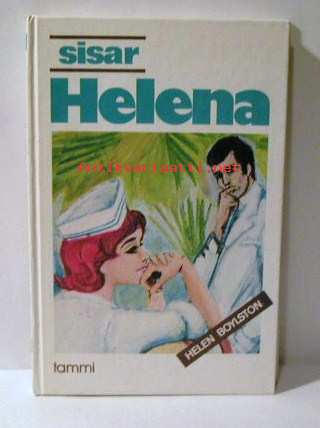 sisar
Helena
HELEN BOYLSTON
tammi